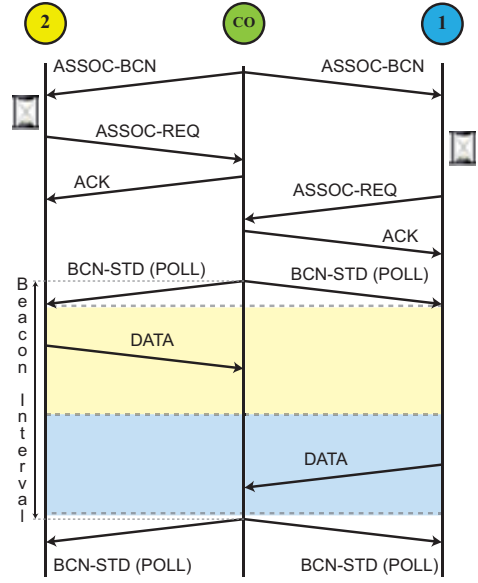 2
CO
1
ASSOC-BCN
ASSOC-BCN
ASSOC-REQ
ACK
ASSOC-REQ
ACK
BCN-STD (POLL)
BCN-STD (POLL)
Beacon Interval
DATA
DATA
BCN-STD (POLL)
BCN-STD (POLL)